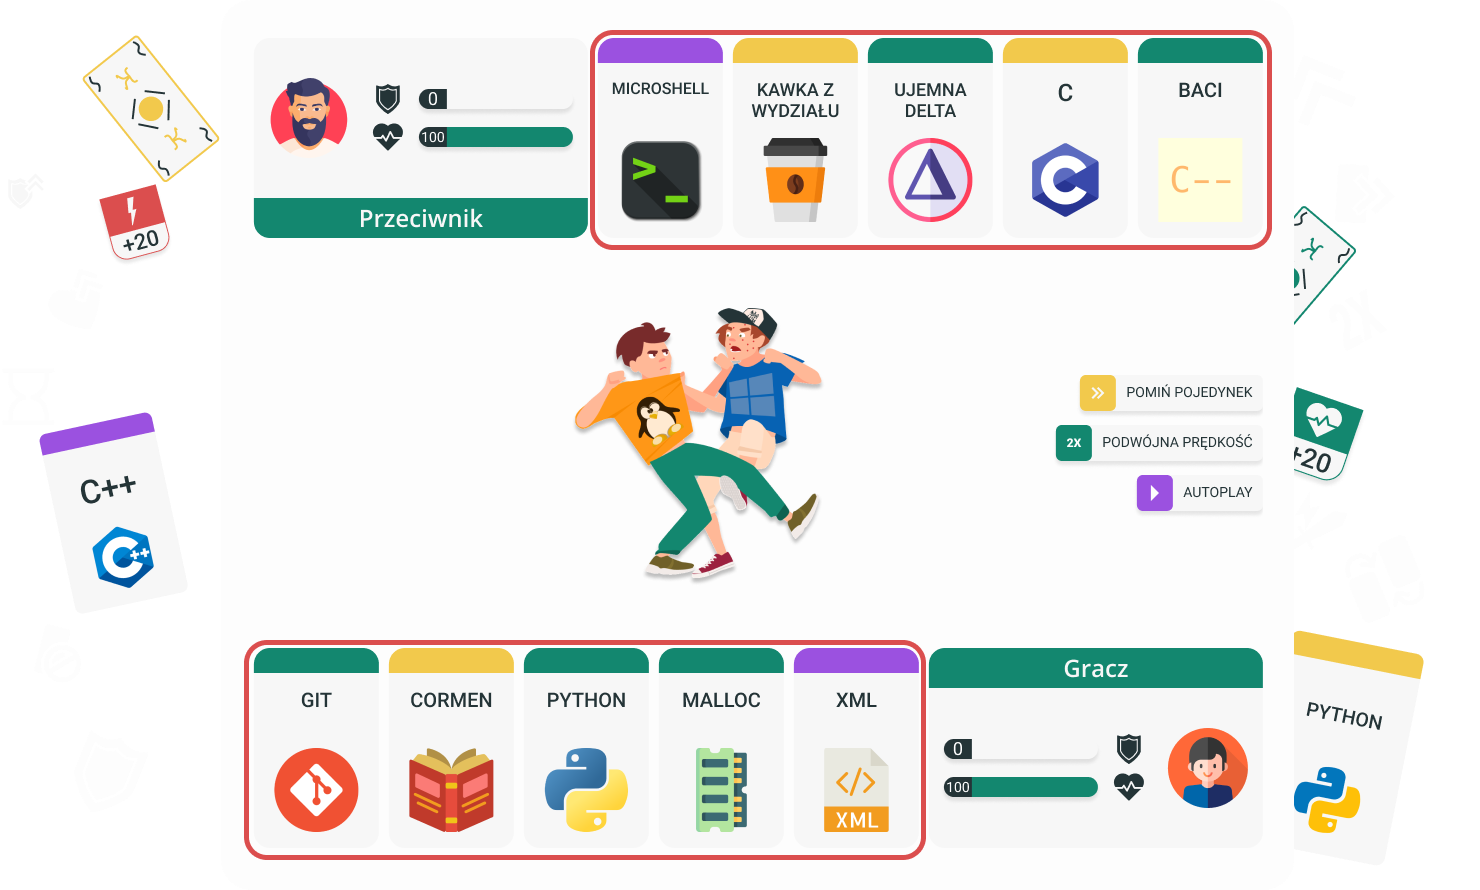 MICROSHELL
KAWKA Z
WYDZIAŁU
UJEMNA
DELTA
C
BACI
C--
0
100
Przeciwnik
+20
POMIŃ POJEDYNEK
2X
PODWÓJNA PRĘDKOŚĆ
AUTOPLAY
+20
C++
C++
GIT
CORMEN
PYTHON
MALLOC
XML
</>
XML
Gracz
0
100
PYTHON